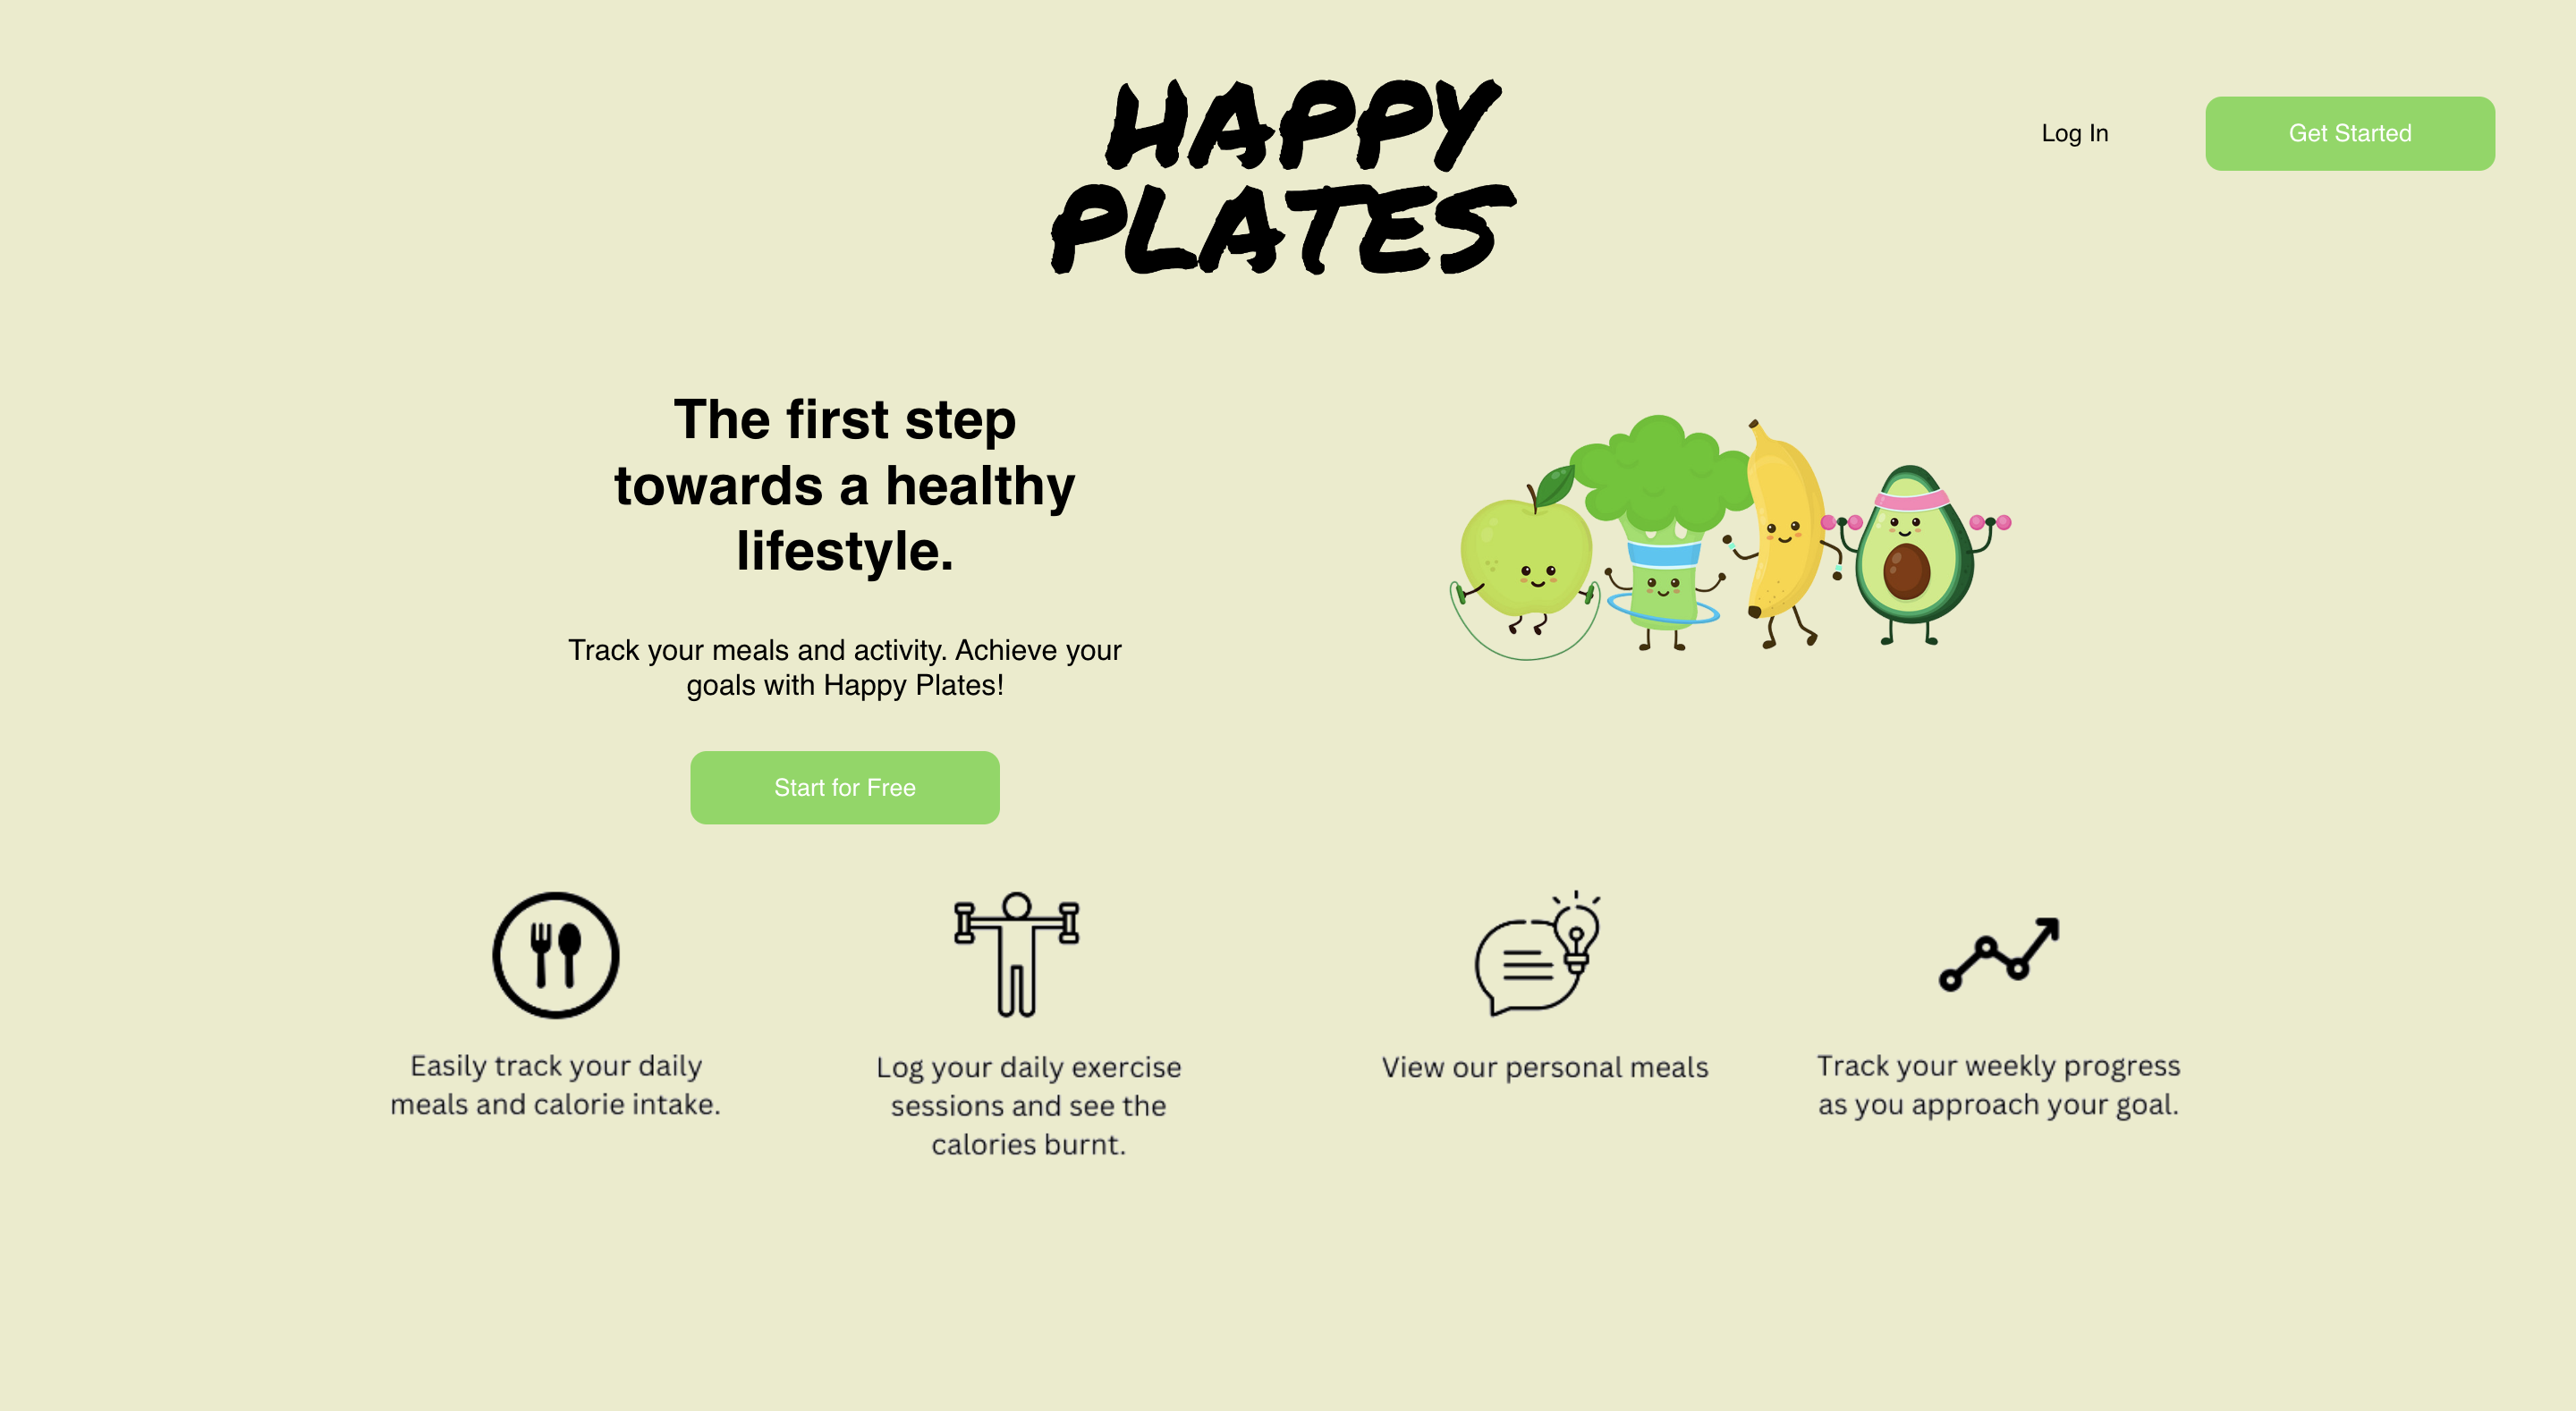 HAPPY
PLATES
Log In
Get Started
The first step
towards a healthy
lifestyle.
Track your meals and activity. Achieve your
goals with Happy Plates!
Start for Free
Easily track your daily
meals and calorie intake.
Log your daily exercise
sessions and see the
calories burnt.
View our personal meals
Track your weekly progress
as you approach your goal.